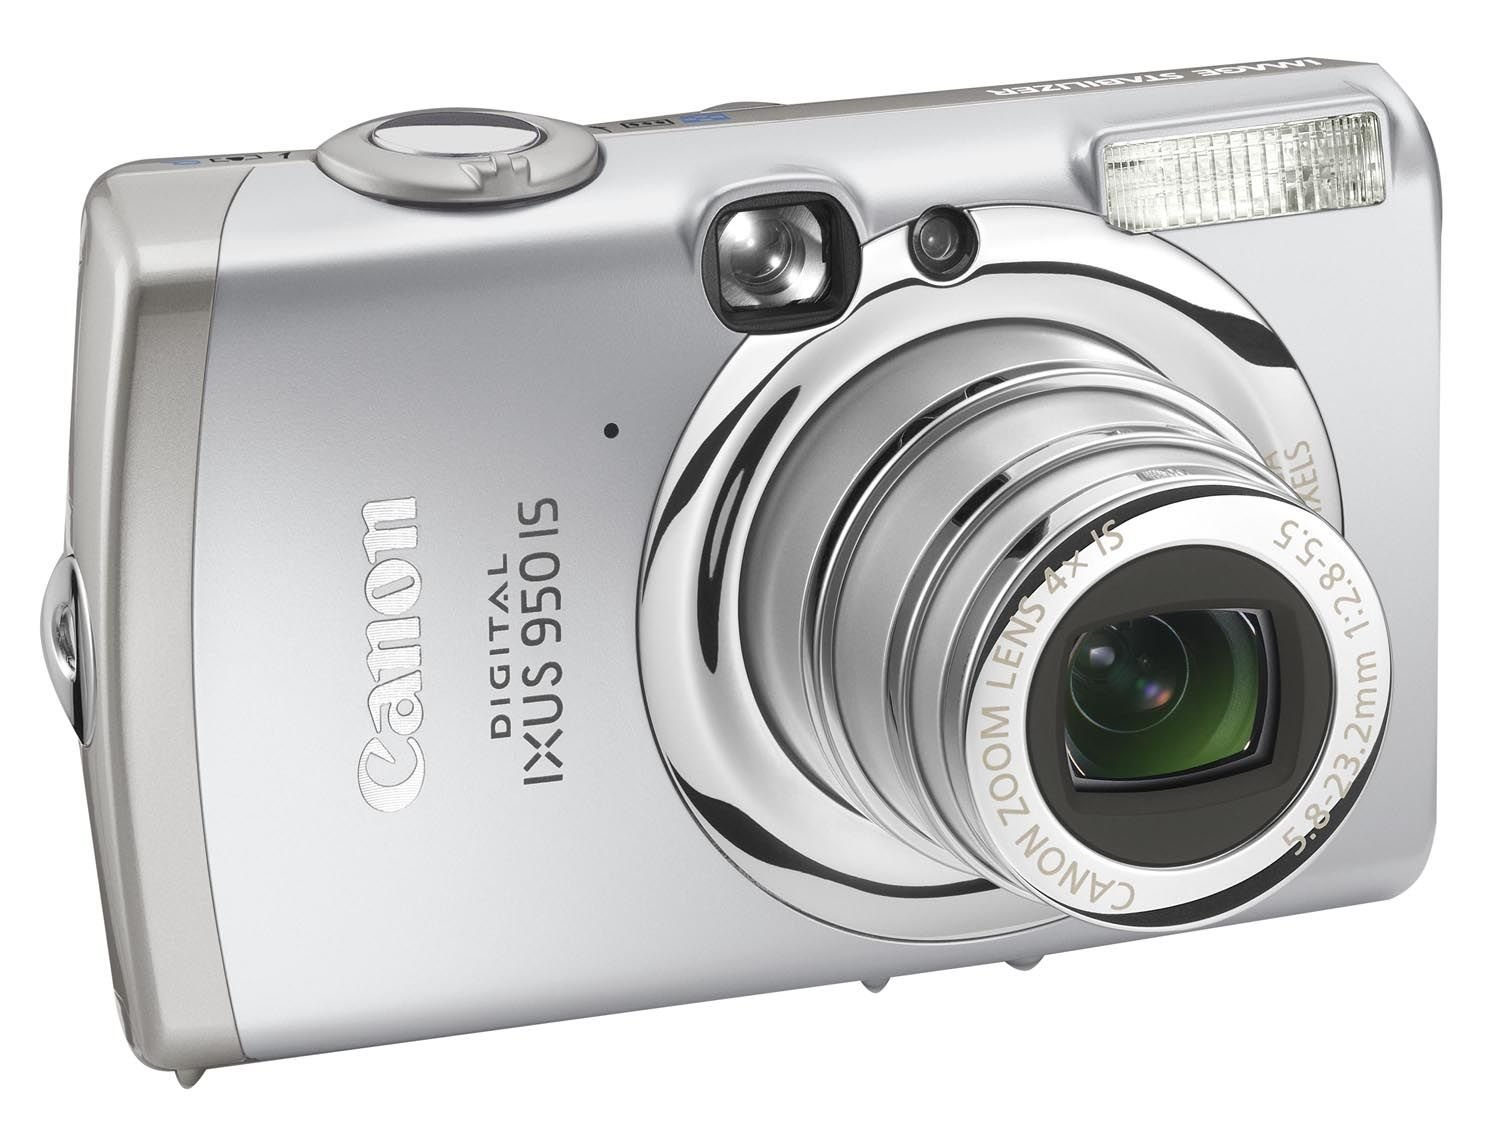 IMAGE STABILIZER
Canon
DIGITAL
IXUS 950 IS
CANON ZOOM LENS 4x IS
5.8-23.2mm 1:2.8-5.5